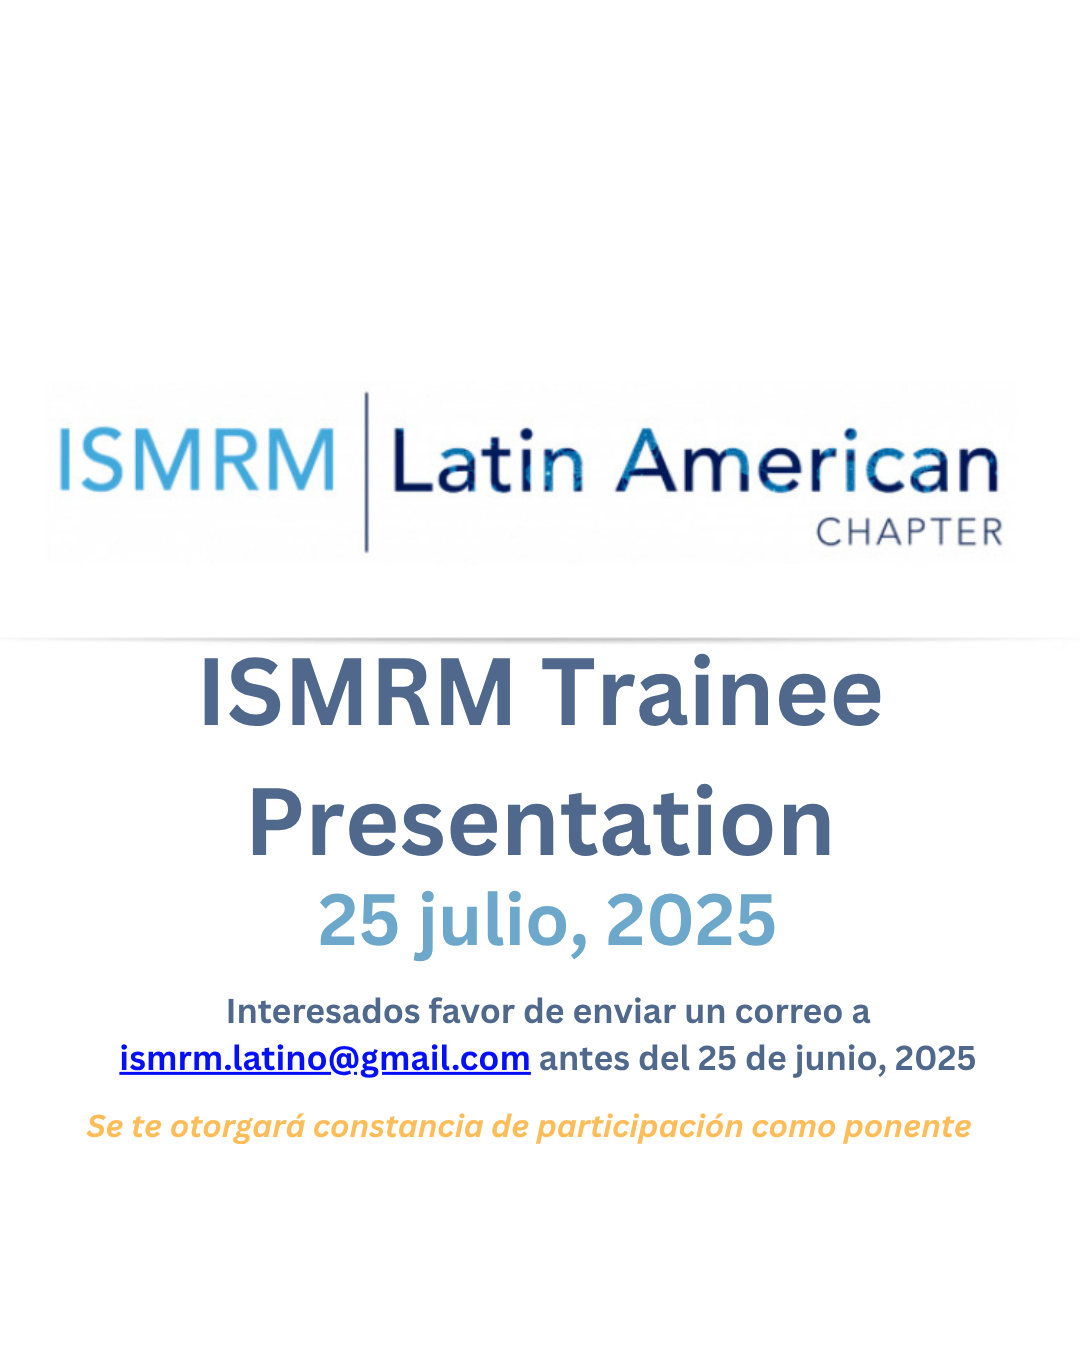 ISMRM | Latin American
CHAPTER
ISMRM Trainee
Presentation
25 julio, 2025
Interesados favor de enviar un correo a
ismrm.latino@gmail.com antes del 25 de junio, 2025
Se te otorgará constancia de participación como ponente